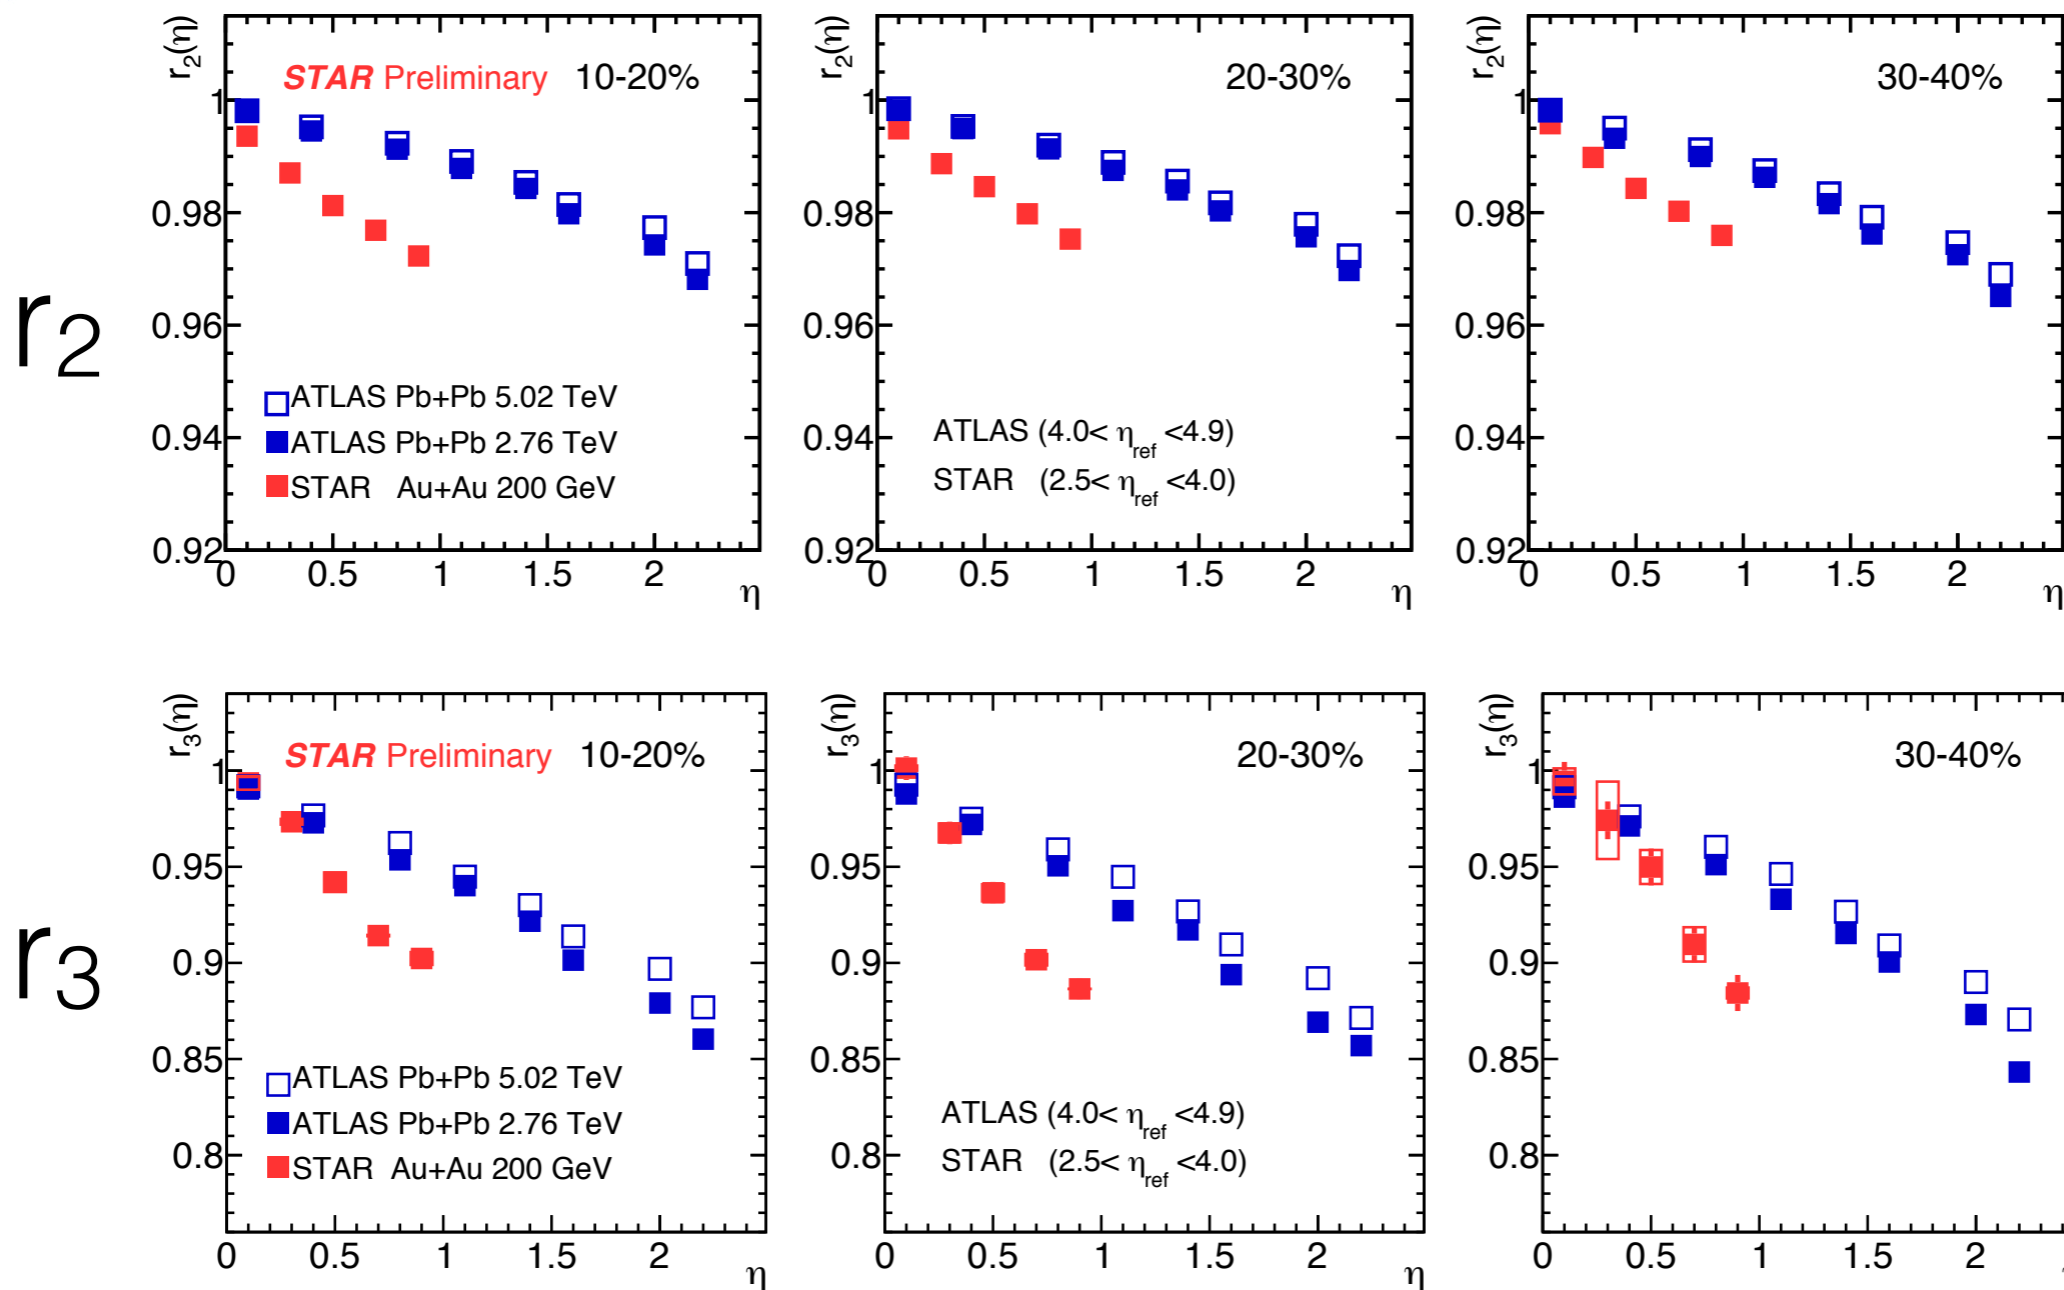 r2
r2(η)
STAR Preliminary 10-20%
1
0.98
0.96
0.94
0.92
ATLAS Pb+Pb 5.02 TeV
ATLAS Pb+Pb 2.76 TeV
STAR Au+Au 200 GeV
0 0.5 1 1.5 2
η
r2(η)
20-30%
1
0.98
0.96
0.94
0.92
ATLAS (4.0< ηref <4.9)
STAR (2.5< ηref <4.0)
0 0.5 1 1.5 2
η
r2(η)
30-40%
1
0.98
0.96
0.94
0.92
0 0.5 1 1.5 2
η
r3
r3(η)
STAR Preliminary 10-20%
1
0.95
0.9
0.85
0.8
ATLAS Pb+Pb 5.02 TeV
ATLAS Pb+Pb 2.76 TeV
STAR Au+Au 200 GeV
0 0.5 1 1.5 2
η
r3(η)
20-30%
1
0.95
0.9
0.85
0.8
ATLAS (4.0< ηref <4.9)
STAR (2.5< ηref <4.0)
0 0.5 1 1.5 2
η
r3(η)
30-40%
1
0.95
0.9
0.85
0.8
0 0.5 1 1.5 2